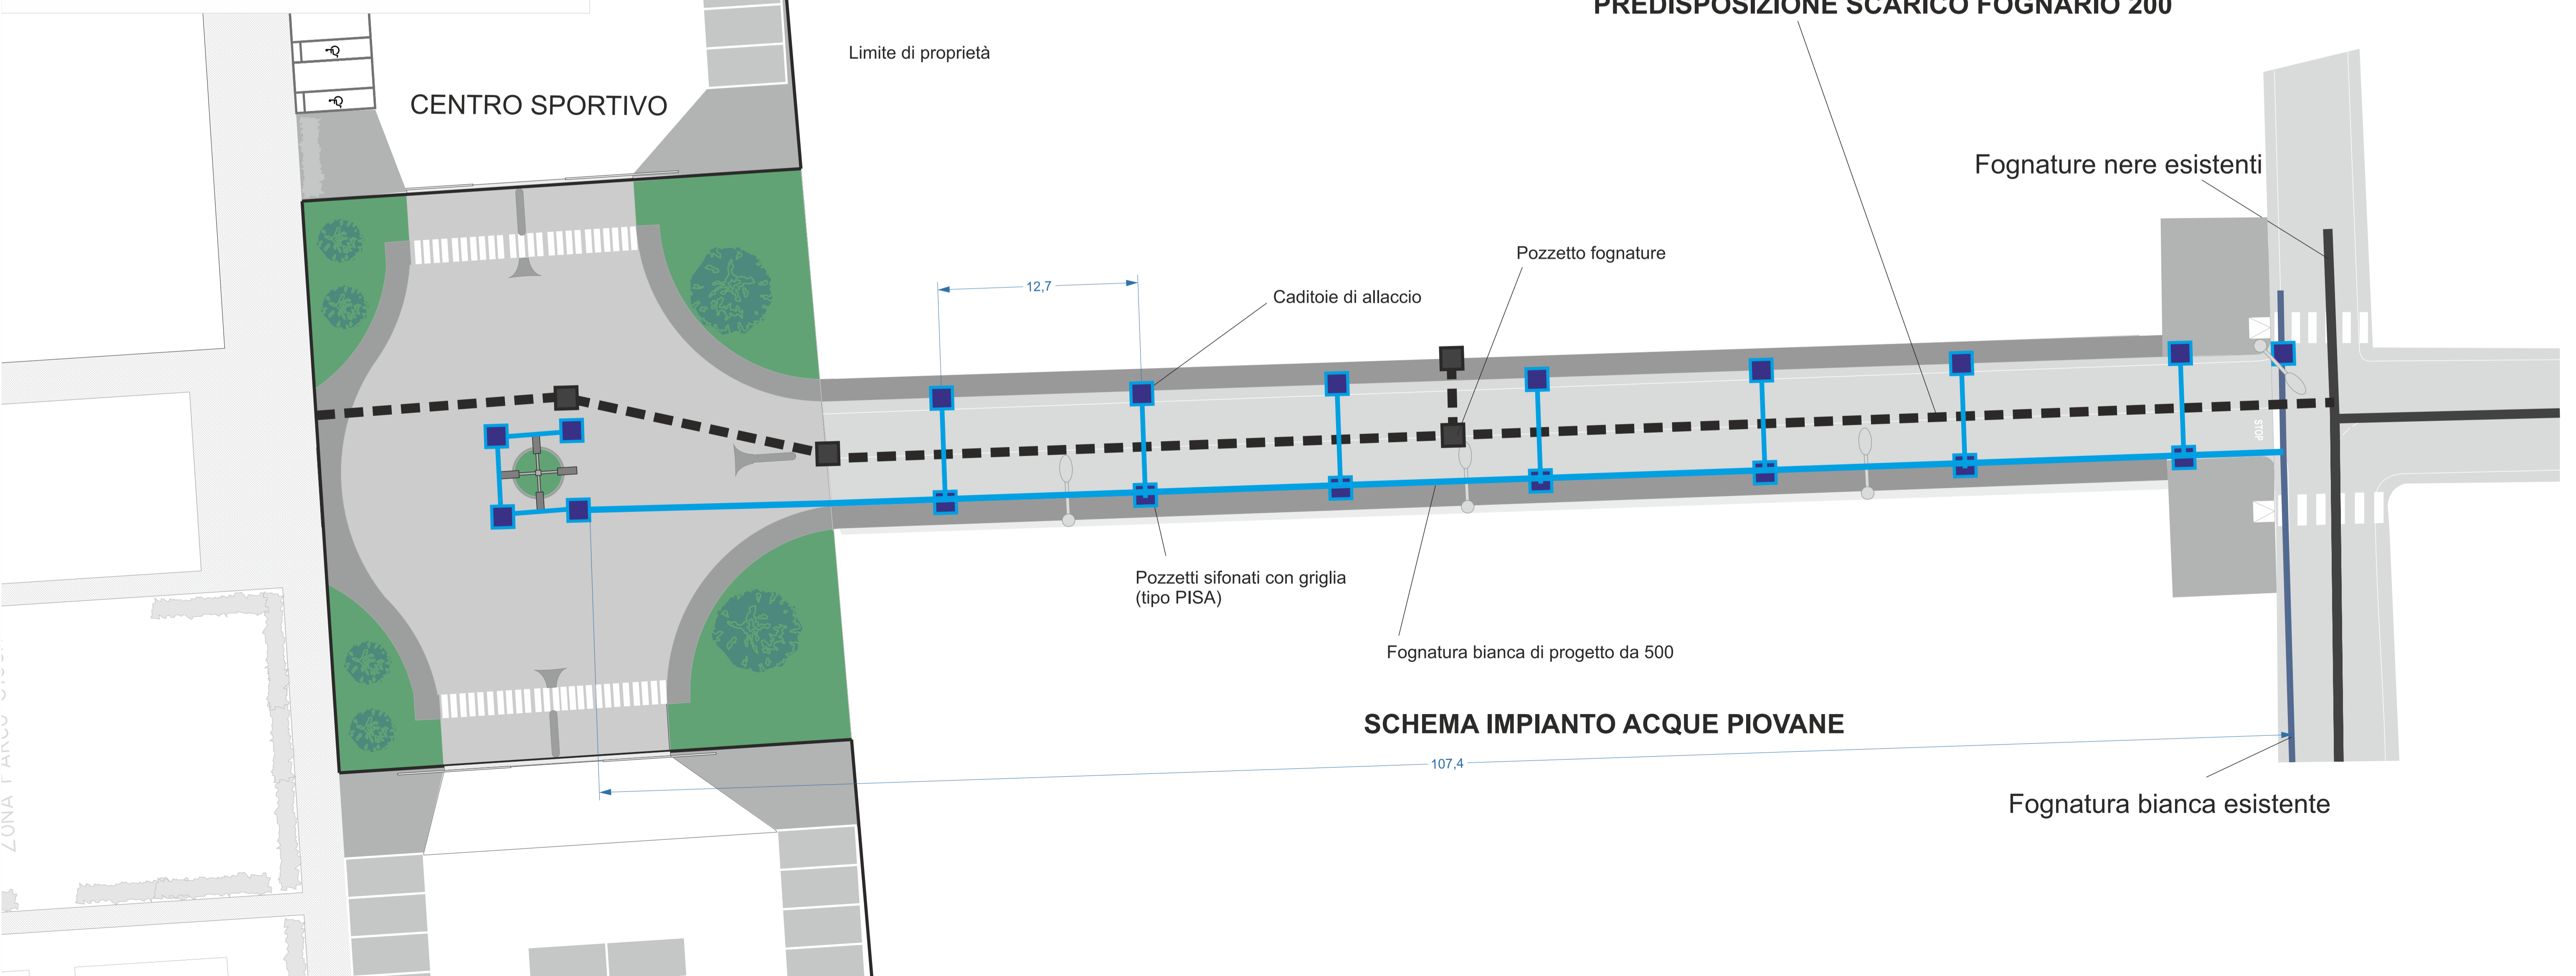 PREDISPOSIZIONE SCARICO FOGNARIO 200
Limite di proprietà
CENTRO SPORTIVO
Fognature nere esistenti
Pozzetto fognature
12,7
Caditoie di allaccio
STOP
Pozzetti sifonati con griglia
(tipo PISA)
Fognatura bianca di progetto da 500
SCHEMA IMPIANTO ACQUE PIOVANE
107,4
Fognatura bianca esistente
ZONA PARCO